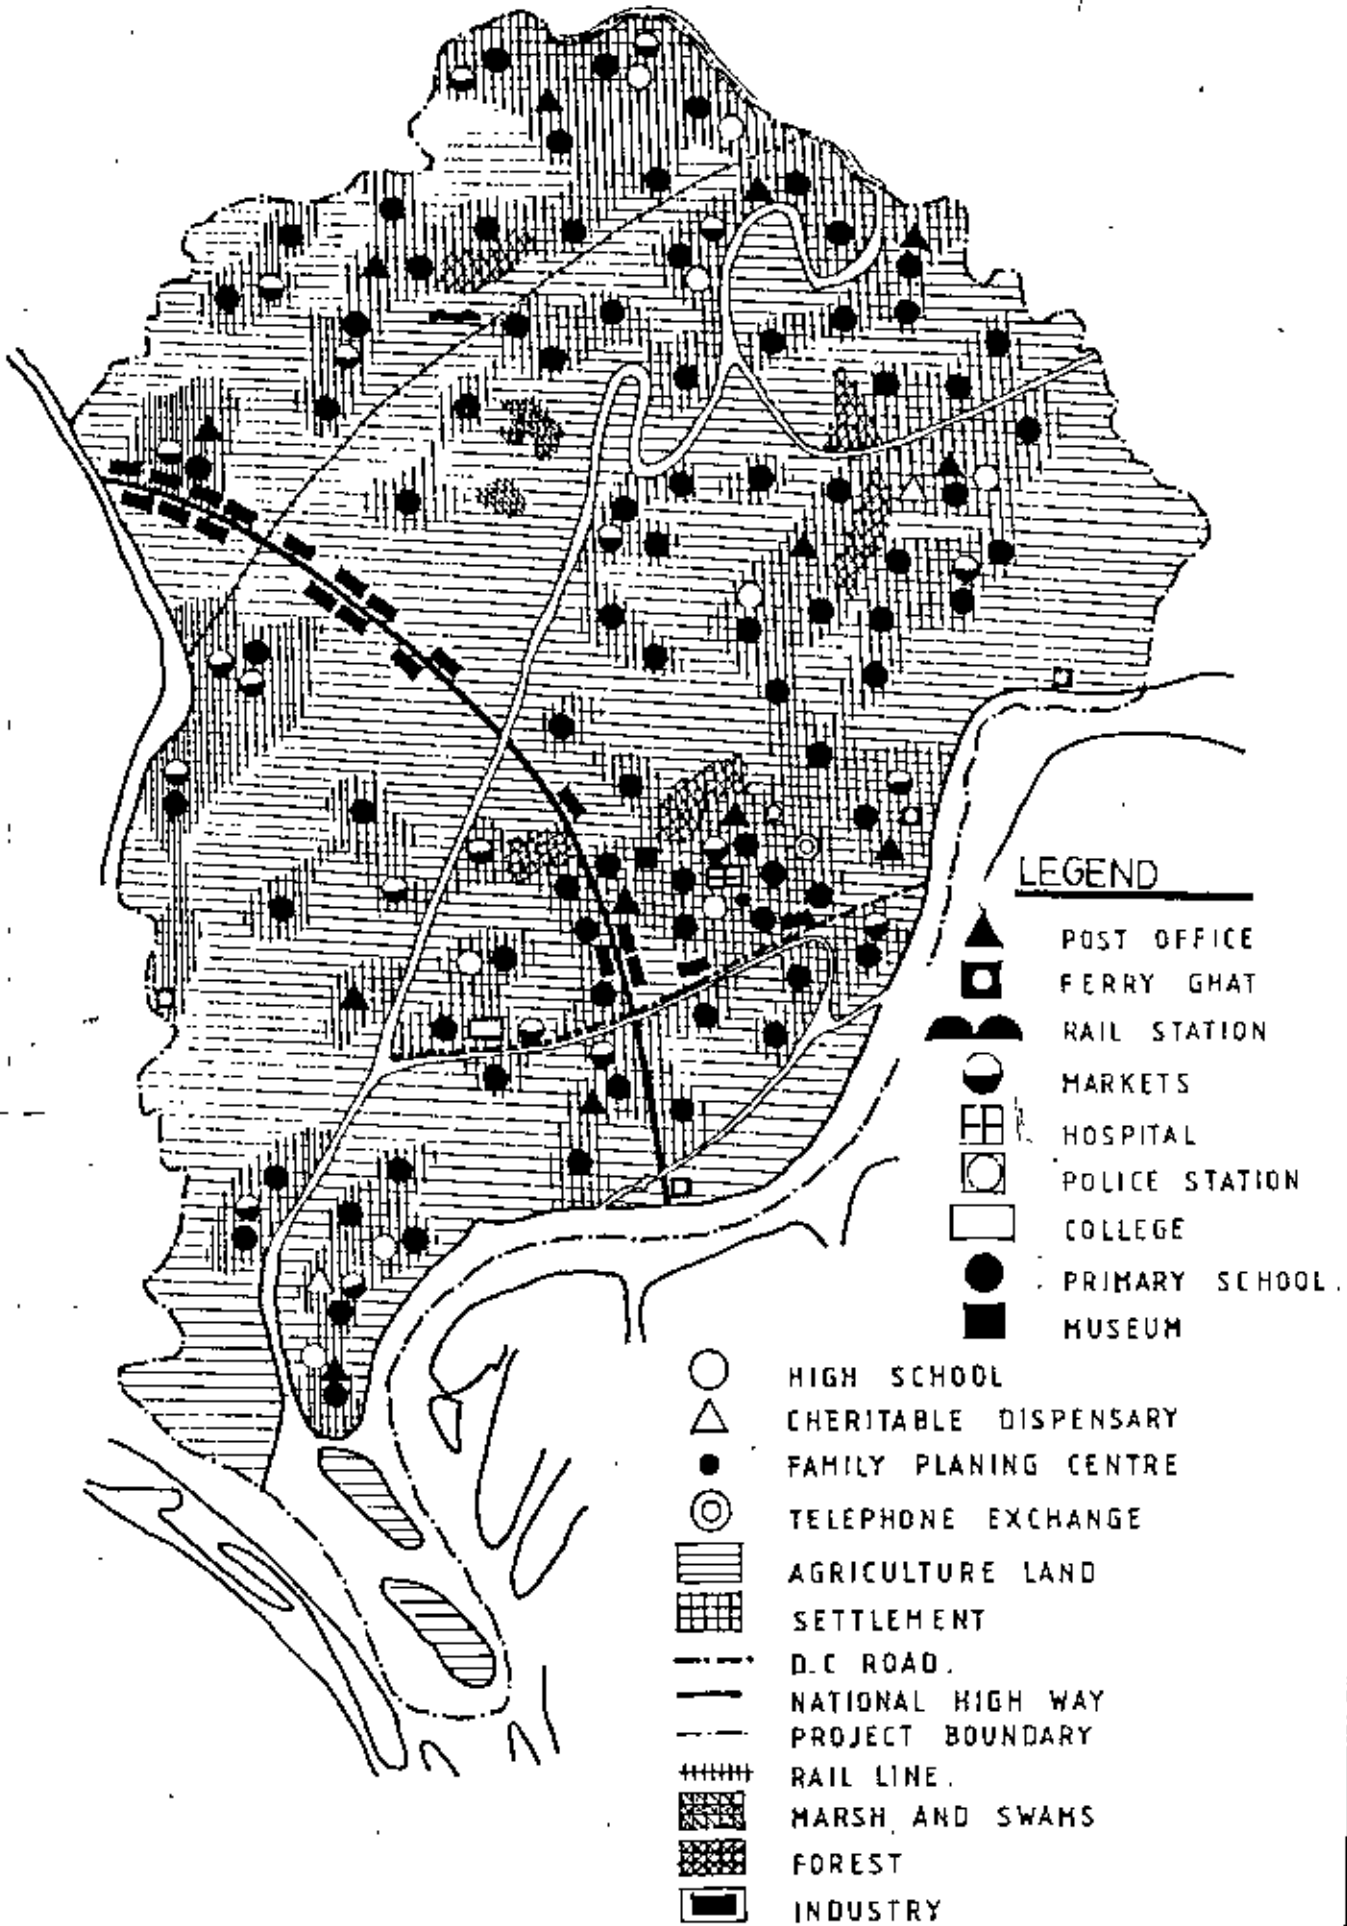 LEGEND
POST OFFICE
FERRY GHAT
RAIL STATION
MARKETS
HOSPITAL
POLICE STATION
COLLEGE
PRIMARY SCHOOL.
MUSEUM
HIGH SCHOOL
CHERITABLE DISPENSARY
FAMILY PLANING CENTRE
TELEPHONE EXCHANGE
AGRICULTURE LAND
SETTLEMENT
D.C ROAD.
NATIONAL HIGH WAY
PROJECT BOUNDARY
RAIL LINE.
MARSH AND SWAMS
FOREST
INDUSTRY